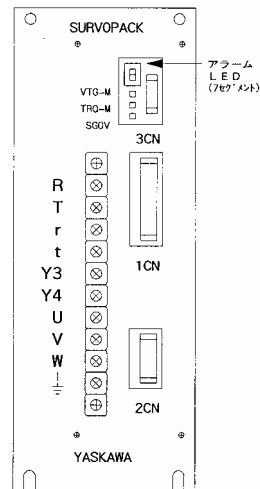 SURVOPACK
アラーム
LED
(7セグメント)
VTG-M
TRQ-M
SG0V
3CN
R
T
r
t
Y3
Y4
U
V
W
1CN
2CN
YASKAWA